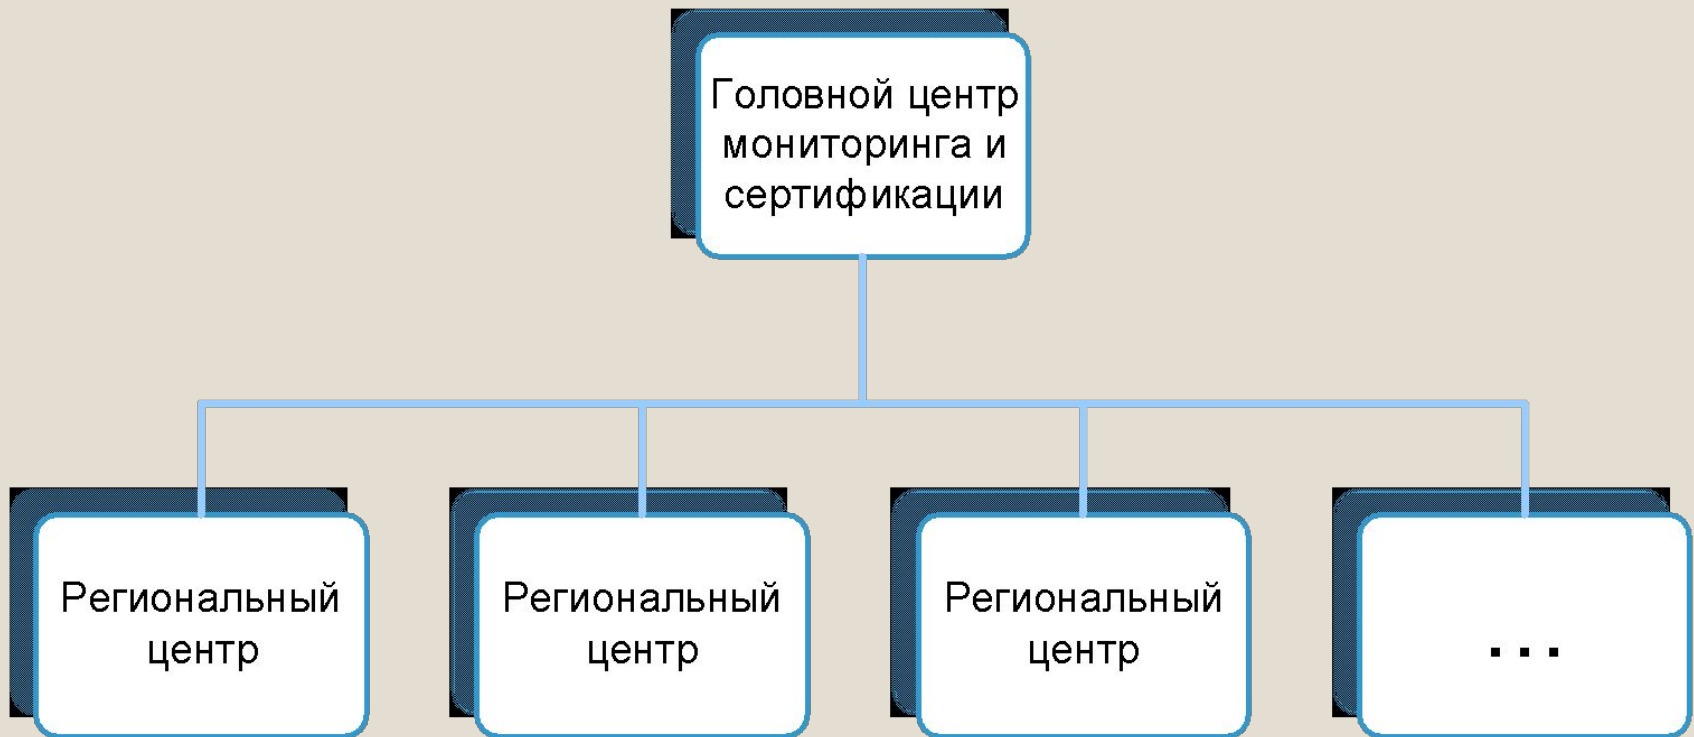 Головной центр
мониторинга и
сертификации
Региональный
центр
Региональный
центр
Региональный
центр
...